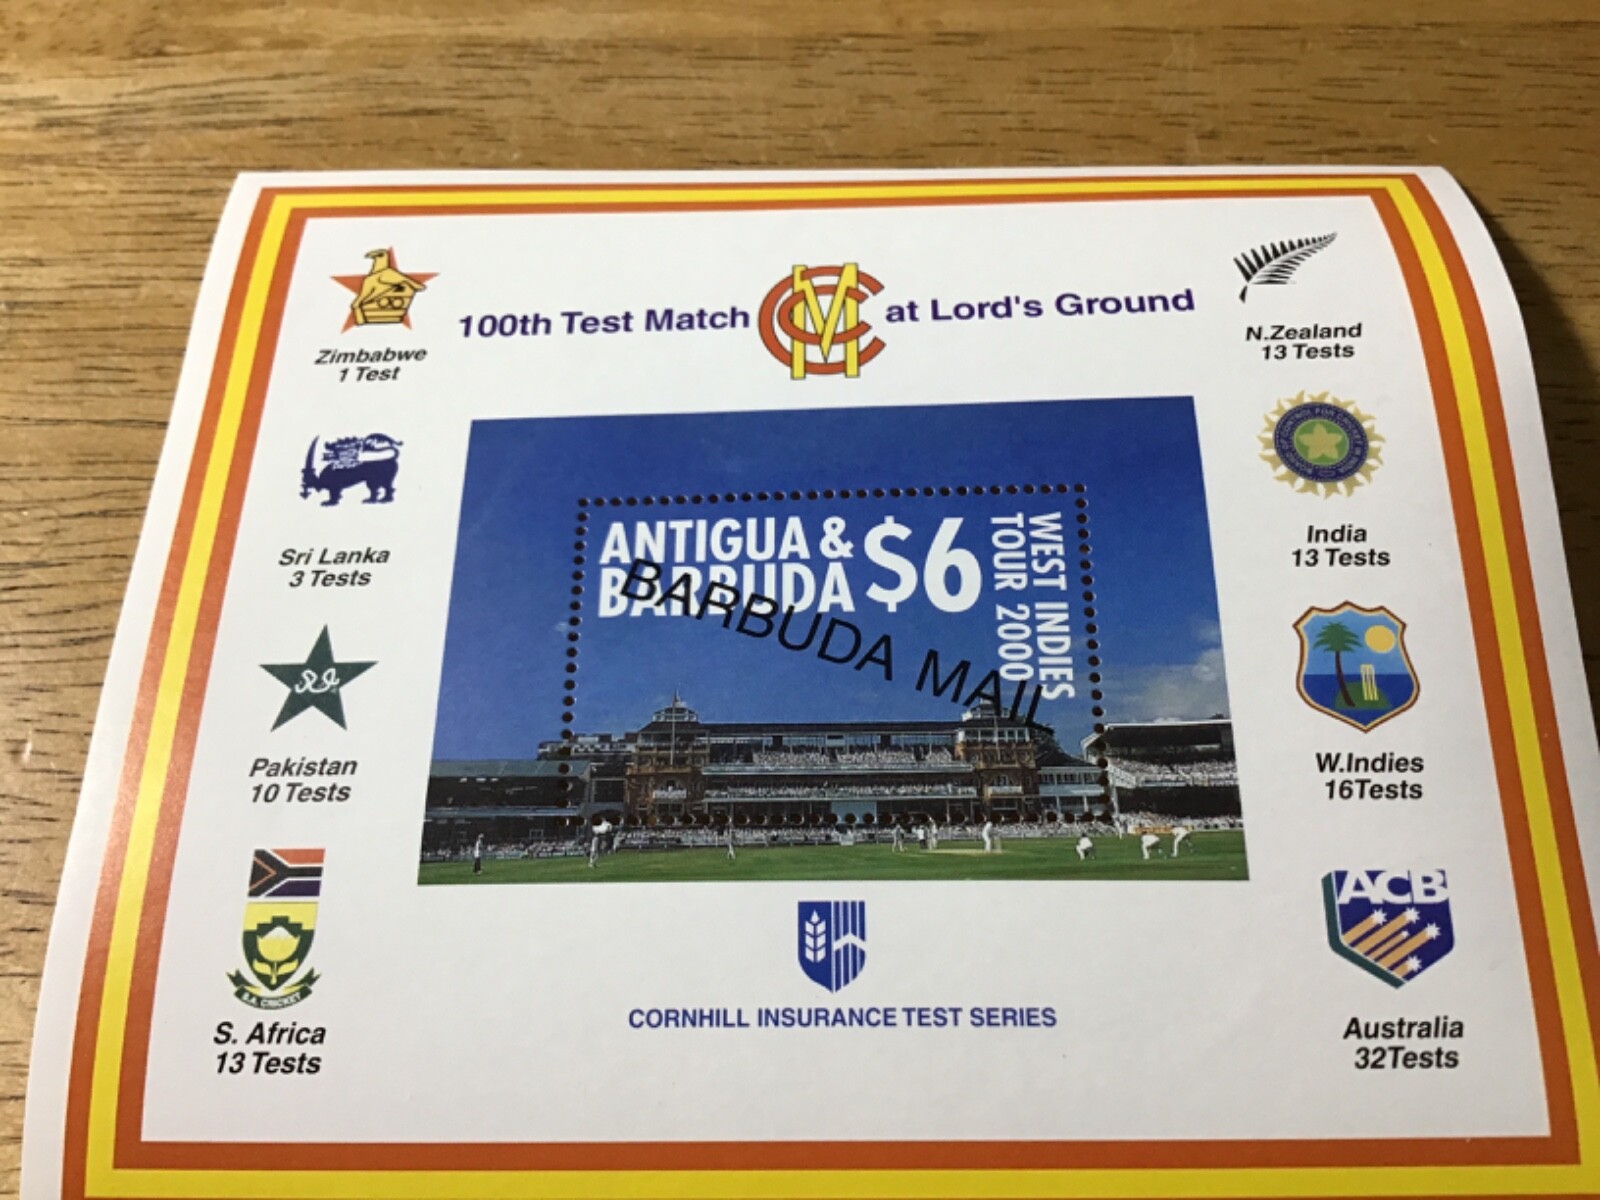 100th Test Match MCC at Lord's Ground
Zimbabwe
1 Test
Sri Lanka
3 Tests
Pakistan
10 Tests
S.A. CRICKET
S. Africa
13 Tests
ANTIGUA &
BARBUDA
$6
WEST INDIES
TOUR 2000
BARBUDA MAIL
N.Zealand
13 Tests
India
13 Tests
W.Indies
16Tests
ACB
Australia
32Tests
CORNHILL INSURANCE TEST SERIES